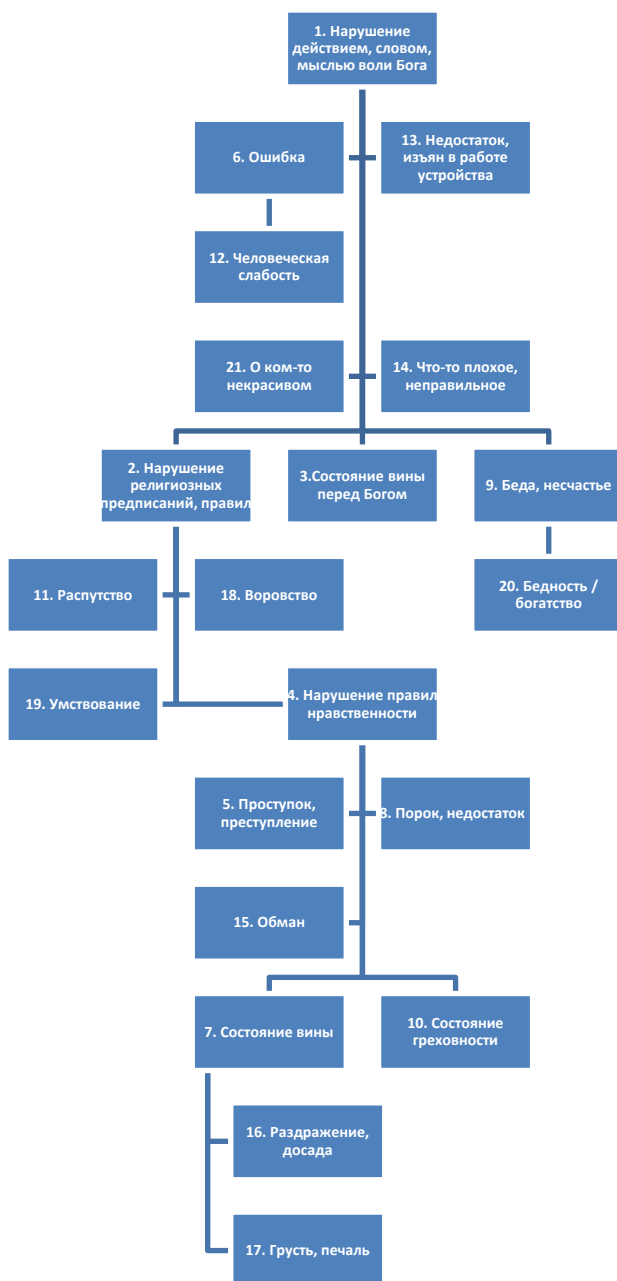 1. Нарушение
действием, словом,
мыслью воли Бога
6. Ошибка
13. Недостаток,
изъян в работе
устройства
12. Человеческая
слабость
21. О ком-то
некрасивом
14. Что-то плохое,
неправильное
2. Нарушение
религиозных
предписаний, правил
3.Состояние вины
перед Богом
9. Беда, несчастье
11. Распутство
18. Воровство
20. Бедность /
богатство
19. Умствование
4. Нарушение правил
нравственности
5. Проступок,
преступление
8. Порок, недостаток
15. Обман
7. Состояние вины
10. Состояние
греховности
16. Раздражение,
досада
17. Грусть, печаль